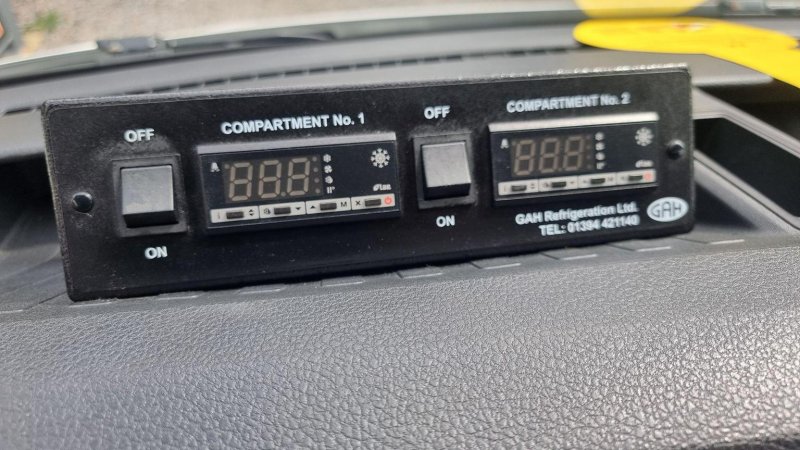 OFF
COMPARTMENT No. 1
OFF
COMPARTMENT No. 2
ON
ON
M
GAH Refrigeration Ltd.
TEL: 01394 421140
GAH